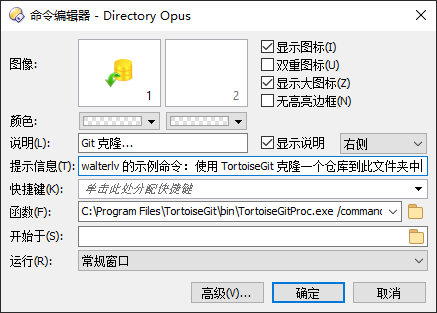 命令编辑器 - Directory Opus
图像:
1
2
显示图标(I)
双重图标(U)
显示大图标(Z)
无高亮边框(N)
颜色:
说明(L): Git 克隆... 显示说明 右侧
提示信息(T): walterlv 的示例命令：使用 TortoiseGit 克隆一个仓库到此文件夹中
快捷键(K): 单击此处分配快捷键
函数(F): C:\Program Files\TortoiseGit\bin\TortoiseGitProc.exe /command
开始于(S):
运行(R): 常规窗口
高级(V)... 确定 取消